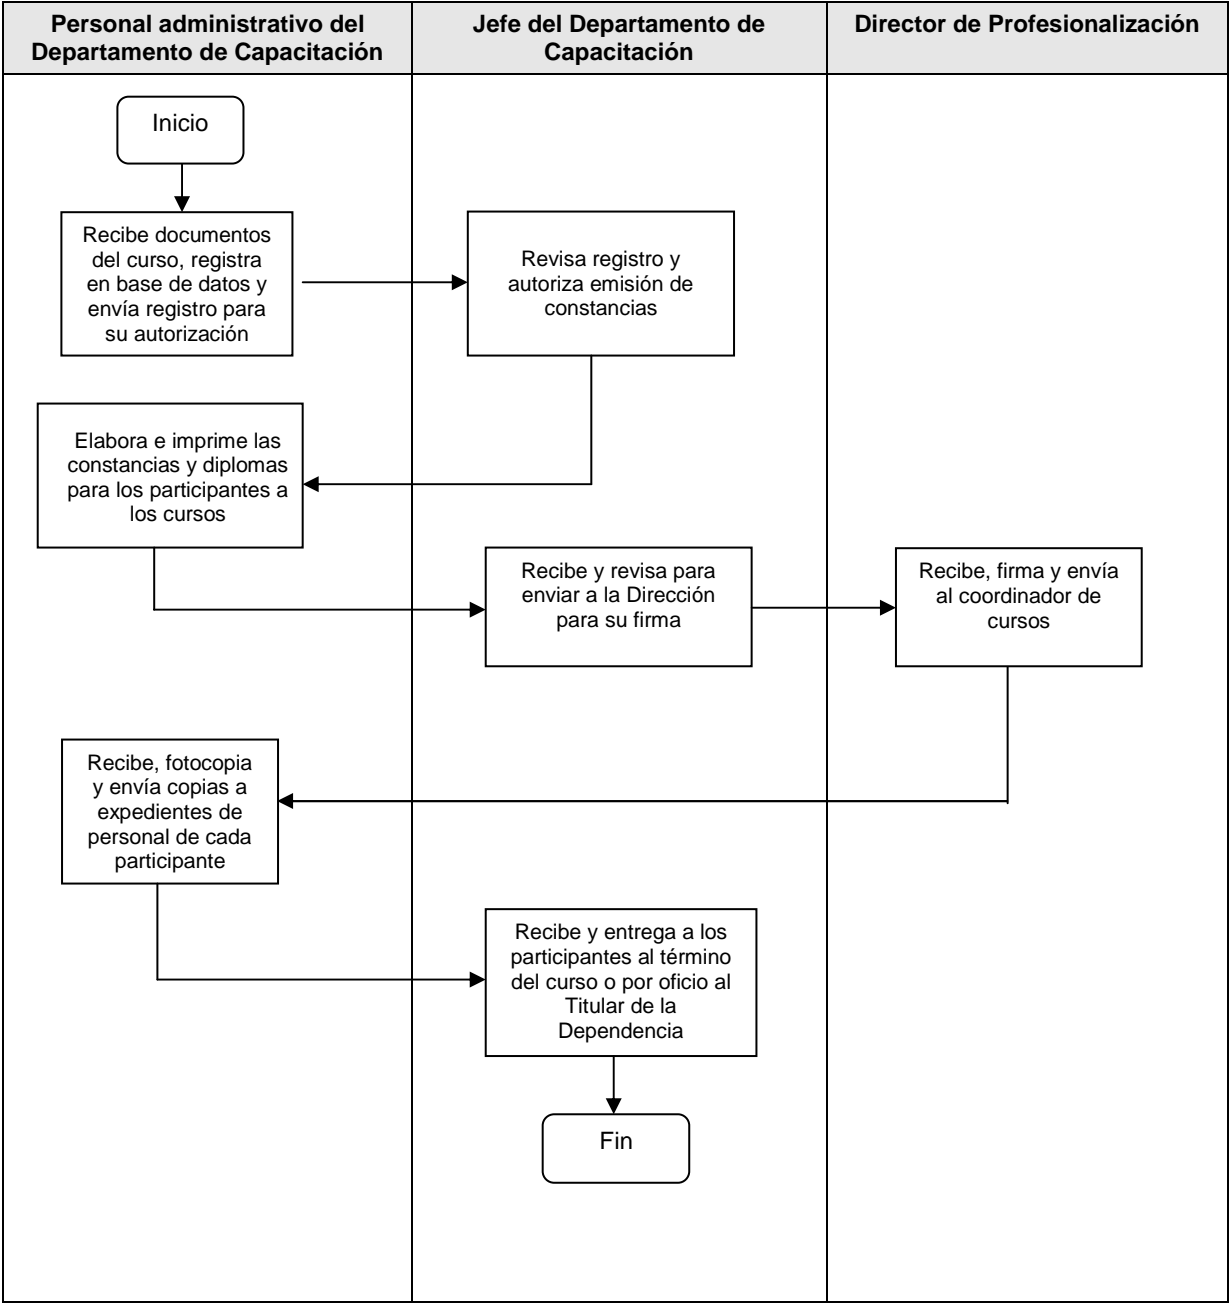 Personal administrativo del
Departamento de Capacitación
Jefe del Departamento de
Capacitación
Director de Profesionalización
Inicio
Recibe documentos
del curso, registra
en base de datos y
envía registro para
su autorización
Revisa registro y
autoriza emisión de
constancias
Elabora e imprime las
constancias y diplomas
para los participantes a
los cursos
Recibe y revisa para
enviar a la Dirección
para su firma
Recibe, firma y envía
al coordinador de
cursos
Recibe, fotocopia
y envía copias a
expedientes de
personal de cada
participante
Recibe y entrega a los
participantes al término
del curso o por oficio al
Titular de la
Dependencia
Fin